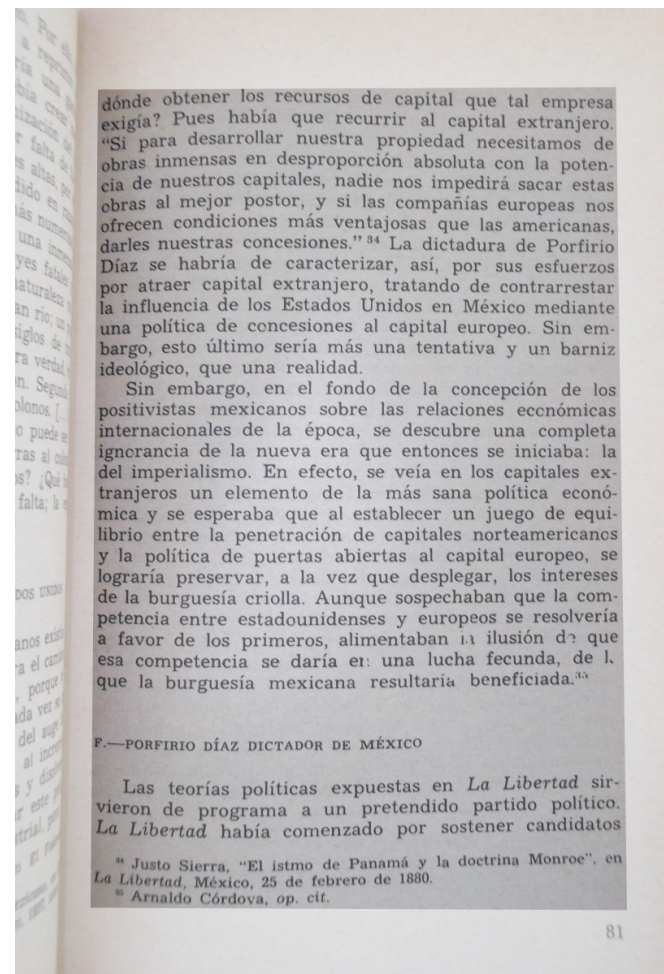 dónde obtener los recursos de capital que tal empresa
exigía? Pues había que recurrir al capital extranjero.
“Si para desarrollar nuestra propiedad necesitamos de
obras inmensas en desproporción absoluta con la poten-
cia de nuestros capitales, nadie nos impedirá sacar estas
obras al mejor postor, y si las compañías europeas nos
ofrecen condiciones más ventajosas que las americanas,
darles nuestras concesiones.” 34 La dictadura de Porfirio
Díaz se habría de caracterizar, así, por sus esfuerzos
por atraer capital extranjero, tratando de contrarrestar
la influencia de los Estados Unidos en México mediante
una política de concesiones al capital europeo. Sin em-
bargo, esto último sería más una tentativa y un barniz
ideológico, que una realidad.
Sin embargo, en el fondo de la concepción de los
positivistas mexicanos sobre las relaciones económicas
internacionales de la época, se descubre una completa
ignorancia de la nueva era que entonces se iniciaba: la
del imperialismo. En efecto, se veía en los capitales ex-
tranjeros un elemento de la más sana política econó-
mica y se esperaba que al establecer un juego de equi-
librio entre la penetración de capitales norteamericanos
y la política de puertas abiertas al capital europeo, se
lograría preservar, a la vez que desplegar, los intereses
de la burguesía criolla. Aunque sospechaban que la com-
petencia entre estadounidenses y europeos se resolvería
a favor de los primeros, alimentaban la ilusión de que
esa competencia se daría en una lucha fecunda, de la
que la burguesía mexicana resultaría beneficiada.35
F.—PORFIRIO DÍAZ DICTADOR DE MÉXICO
Las teorías políticas expuestas en La Libertad sir-
vieron de programa a un pretendido partido político.
La Libertad había comenzado por sostener candidatos
34 Justo Sierra, “El istmo de Panamá y la doctrina Monroe”, en
La Libertad, México, 25 de febrero de 1880.
35 Arnaldo Córdova, op. cit.
81